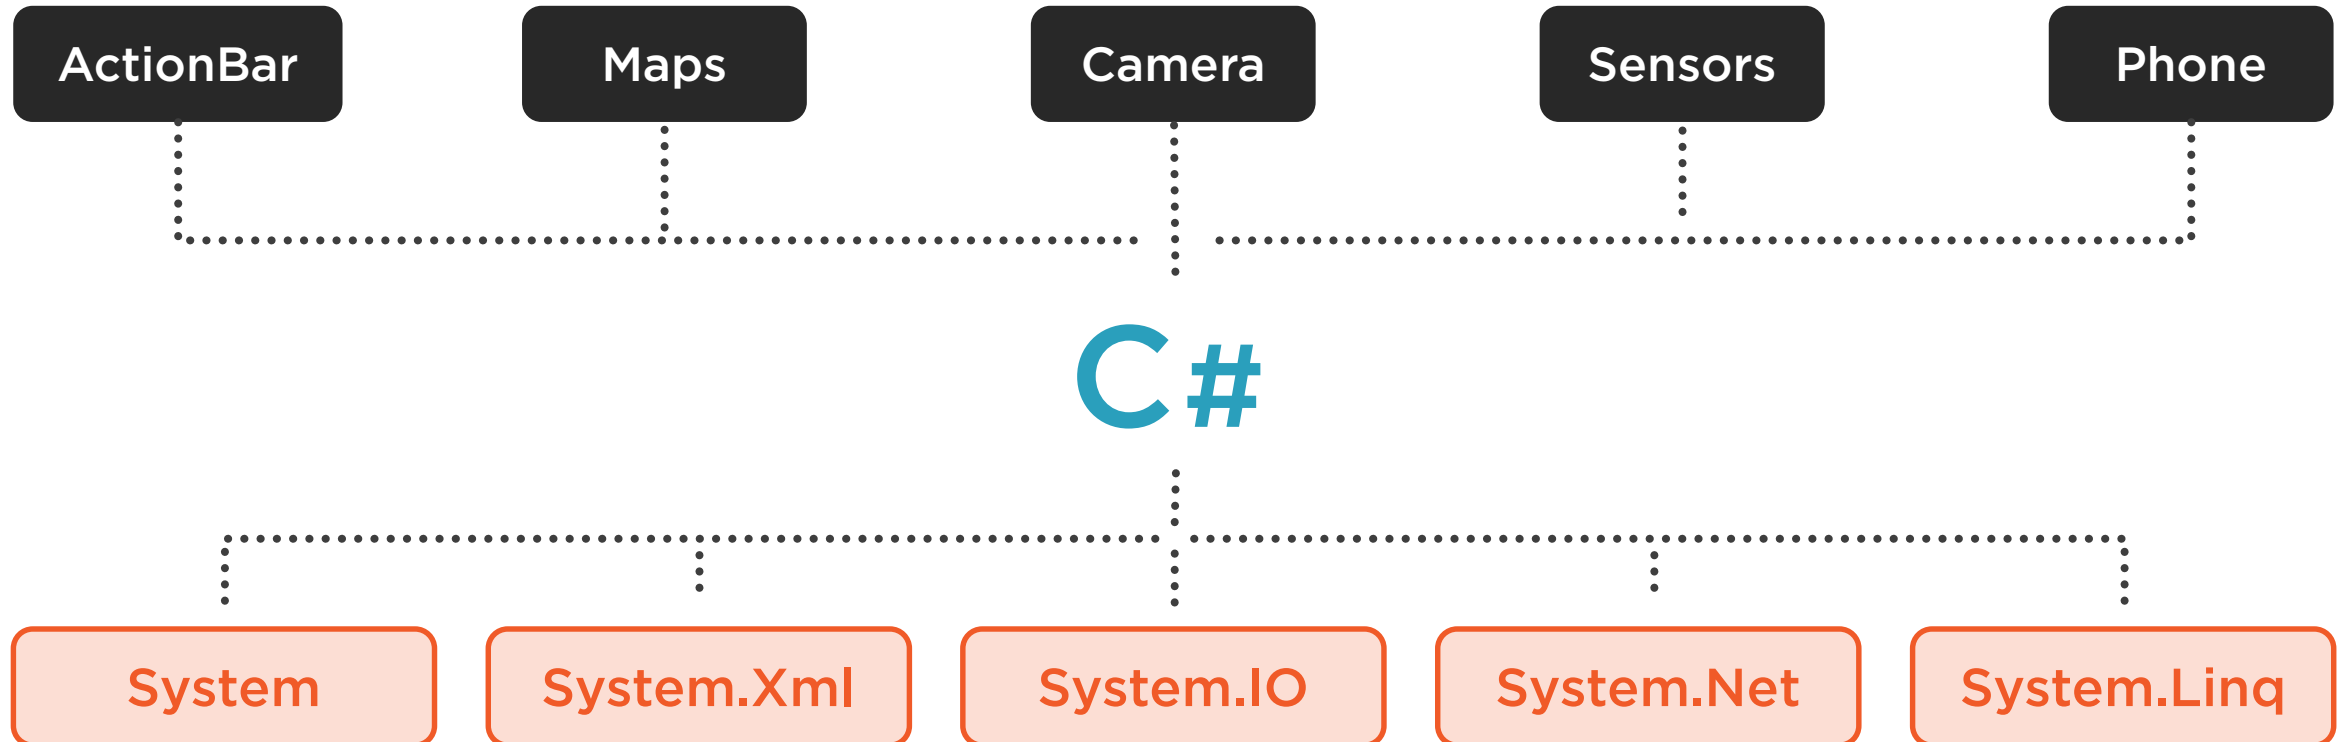 ActionBar
Maps
Camera
Sensors
Phone
C#
System
System.Xml
System.IO
System.Net
System.Linq